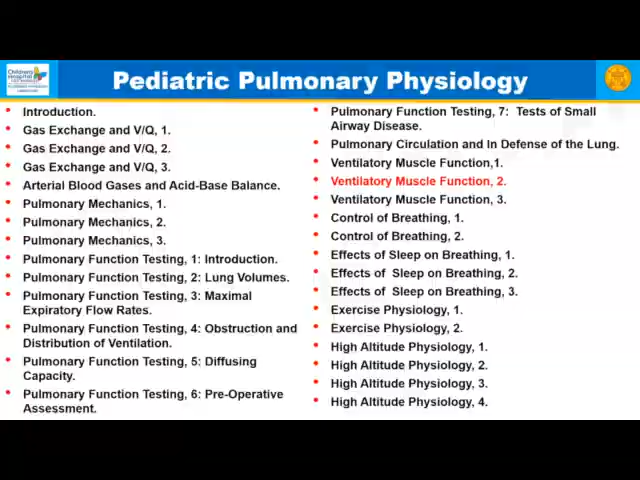 Childrens
Hospital
LOS ANGELES
Pediatric Pulmonary Physiology
Introduction.
Gas Exchange and V/Q, 1.
Gas Exchange and V/Q, 2.
Gas Exchange and V/Q, 3.
Arterial Blood Gases and Acid-Base Balance.
Pulmonary Mechanics, 1.
Pulmonary Mechanics, 2.
Pulmonary Mechanics, 3.
Pulmonary Function Testing, 1: Introduction.
Pulmonary Function Testing, 2: Lung Volumes.
Pulmonary Function Testing, 3: Maximal
Expiratory Flow Rates.
Pulmonary Function Testing, 4: Obstruction and
Distribution of Ventilation.
Pulmonary Function Testing, 5: Diffusing
Capacity.
Pulmonary Function Testing, 6: Pre-Operative
Assessment.
Pulmonary Function Testing, 7:  Tests of Small
Airway Disease.
Pulmonary Circulation and In Defense of the Lung.
Ventilatory Muscle Function,1.
Ventilatory Muscle Function, 2.
Ventilatory Muscle Function, 3.
Control of Breathing, 1.
Control of Breathing, 2.
Effects of Sleep on Breathing, 1.
Effects of  Sleep on Breathing, 2.
Effects of  Sleep on Breathing, 3.
Exercise Physiology, 1.
Exercise Physiology, 2.
High Altitude Physiology, 1.
High Altitude Physiology, 2.
High Altitude Physiology, 3.
High Altitude Physiology, 4.